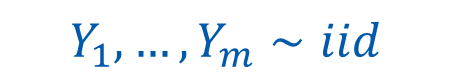 Y₁, … , Yₘ ~ iid